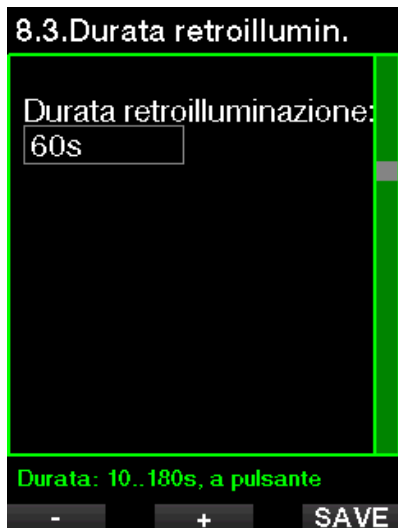 8.3.Durata retroillumin.
Durata retroilluminazione:
60s
Durata: 10..180s, a pulsante
- + SAVE